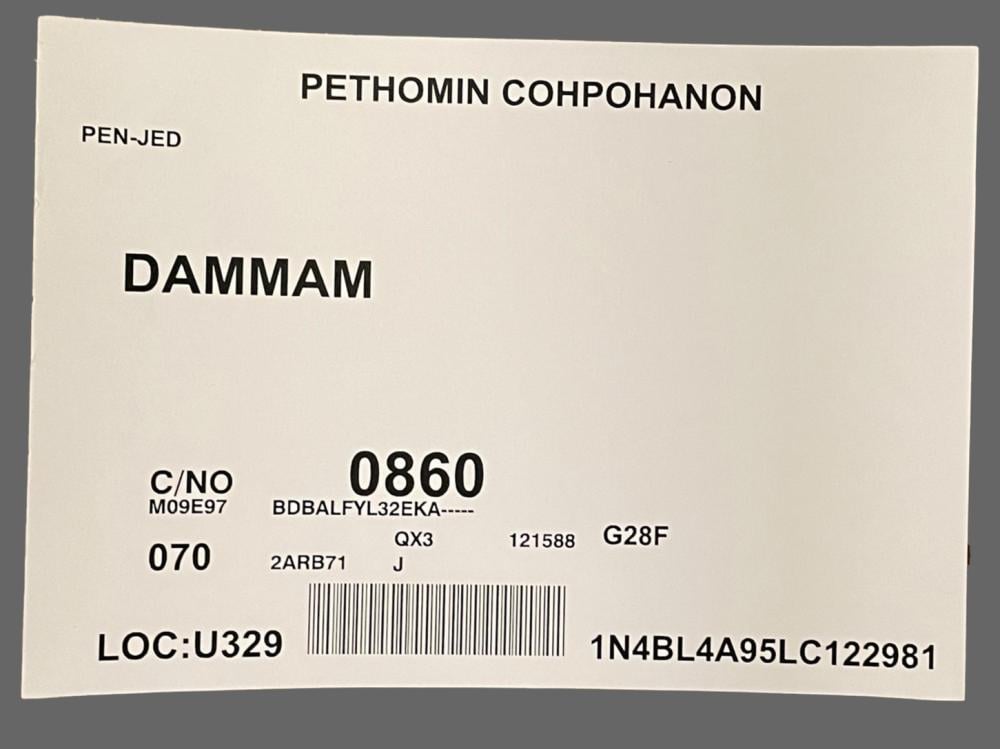 PETHOMIN COHPOHANON
PEN-JED
DAMMAM
C/NO 0860
M09E97 BDBALFYL32EKA-----
QX3 121588 G28F
070 2ARB71 J
LOC:U329 1N4BL4A95LC122981